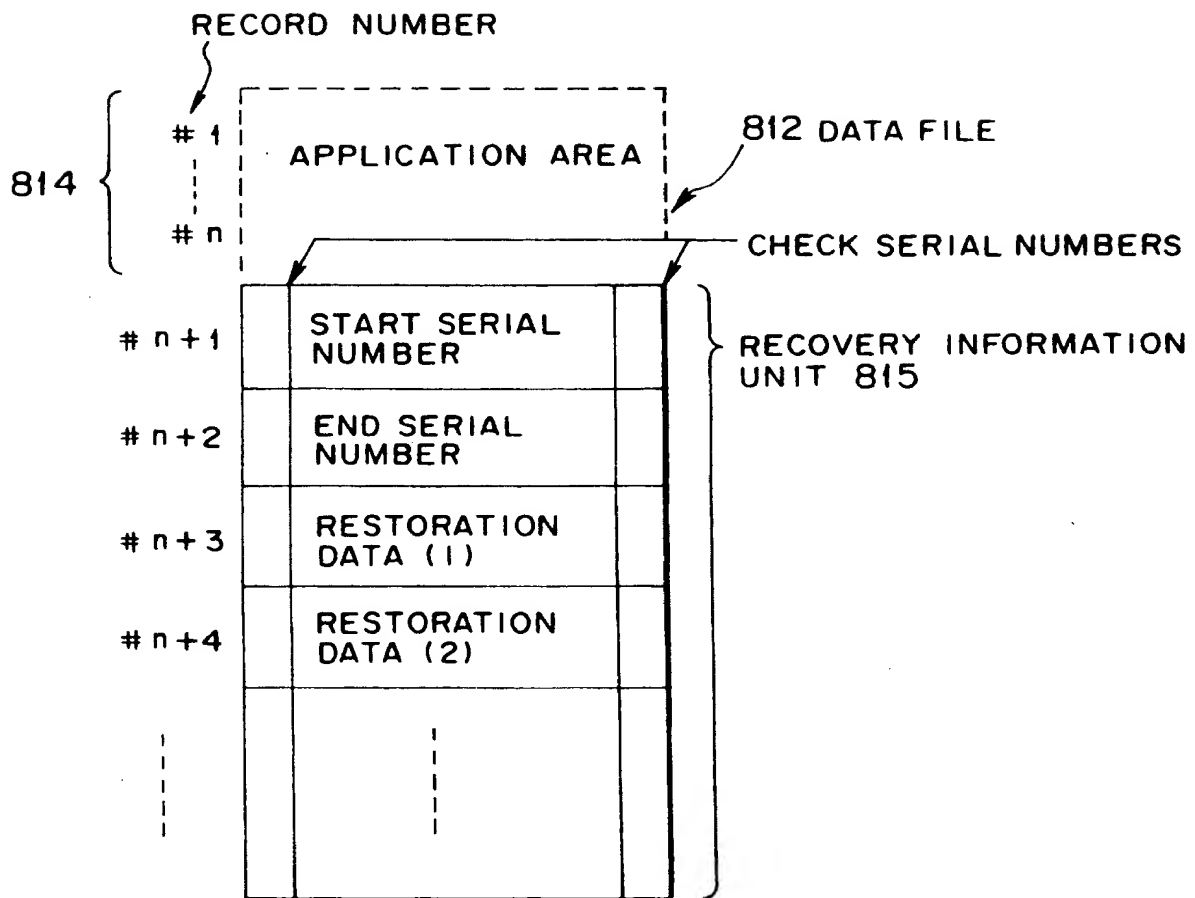 RECORD NUMBER
# 1
APPLICATION AREA
812 DATA FILE
814
# n
CHECK SERIAL NUMBERS
# n+1
START SERIAL
NUMBER
RECOVERY INFORMATION
UNIT 815
# n+2
END SERIAL
NUMBER
# n+3
RESTORATION
DATA (1)
# n+4
RESTORATION
DATA (2)